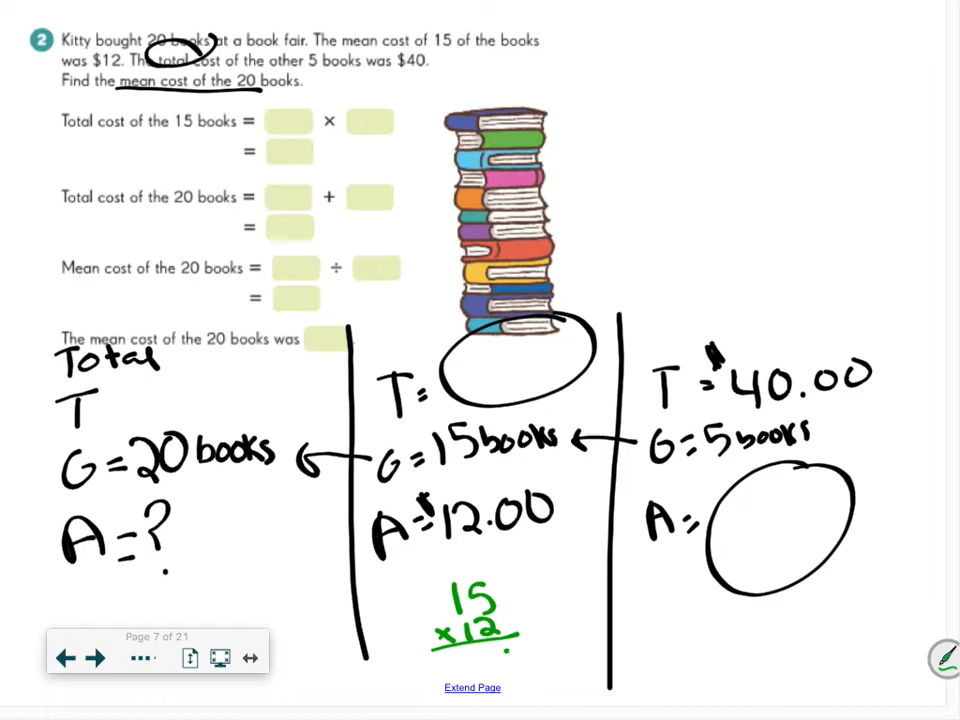 2 Kitty bought 20 books at a book fair. The mean cost of 15 of the books
was $12. The total cost of the other 5 books was $40.
Find the mean cost of the 20 books.
Total cost of the 15 books = ×
=
Total cost of the 20 books = +
=
Mean cost of the 20 books = ÷
=
The mean cost of the 20 books was
Total
T
G = 20 books
A = ?
T =
G = 15 books
A = $12.00
15
× 12
T = $40.00
G = 5 books
A =
Page 7 of 21
Extend Page